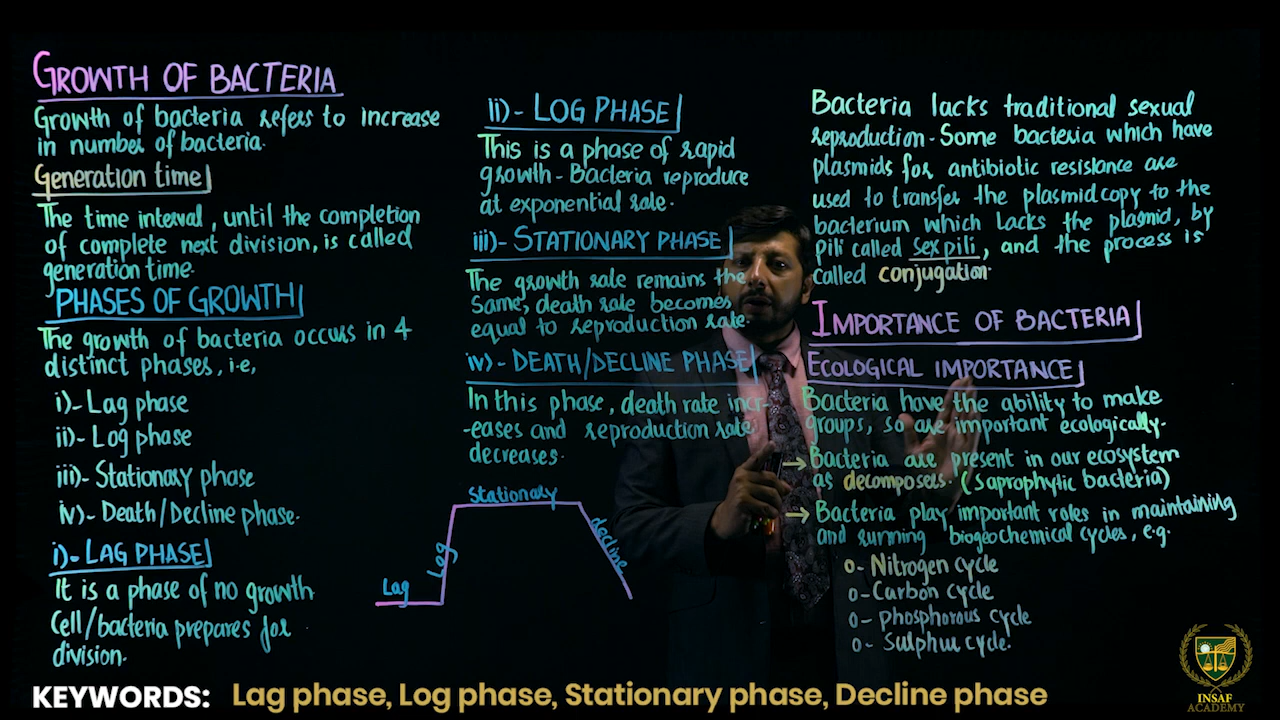 GROWTH OF BACTERIA
Growth of bacteria refers to increase
in number of bacteria.
Generation time
The time interval, until the completion
of complete next division, is called
generation time.
PHASES OF GROWTH
The growth of bacteria occurs in 4
distinct phases, i.e,
i)- Lag phase
ii)- Log phase
iii)- Stationary phase
iv)- Death/Decline phase.
i)- LAG PHASE
It is a phase of no growth
Cell/bacteria prepares for
division.
ii)- LOG PHASE
This is a phase of rapid
growth - Bacteria reproduce
at exponential rate.
iii)- STATIONARY PHASE
The growth rate remains the
same, death rate becomes
equal to reproduction rate.
iv)- DEATH/DECLINE PHASE
In this phase, death rate incr-
-eases and reproduction rate
decreases.
Stationary
Lag
Log
decline
Bacteria lacks traditional sexual
reproduction - Some bacteria which have
plasmids for antibiotic resistance are
used to transfer the plasmid copy to the
bacterium which lacks the plasmid, by
pili called sex pili, and the process is
called conjugation.
IMPORTANCE OF BACTERIA
ECOLOGICAL IMPORTANCE
Bacteria have the ability to make
groups, so are important ecologically.
→ Bacteria are present in our ecosystem
as decomposers. (Saprophytic bacteria)
→ Bacteria play important roles in maintaining
and running biogeochemical cycles, e.g.
o- Nitrogen cycle
o- Carbon cycle
o- Phosphorous cycle
o- Sulphur cycle.
KEYWORDS: Lag phase, Log phase, Stationary phase, Decline phase
INSAF
ACADEMY